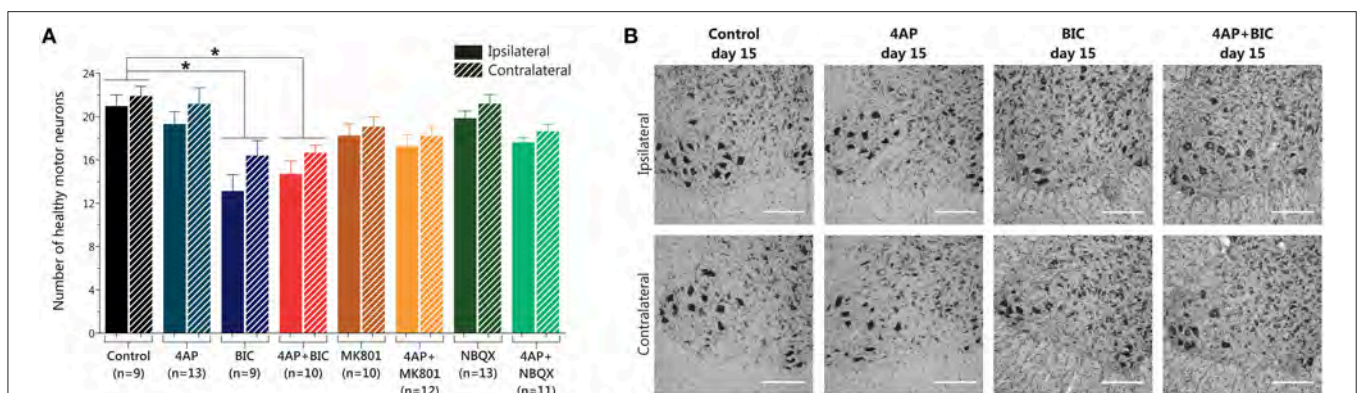 A
*
*
Ipsilateral
Contralateral
Number of healthy motor neurons
24
20
16
12
8
4
0
Control
(n=9)
4AP
(n=13)
BIC
(n=9)
4AP+BIC
(n=10)
MK801
(n=10)
4AP+
MK801
(n=12)
NBQX
(n=13)
4AP+
NBQX
(n=11)
B
Control
day 15
4AP
day 15
BIC
day 15
4AP+BIC
day 15
Ipsilateral
Contralateral